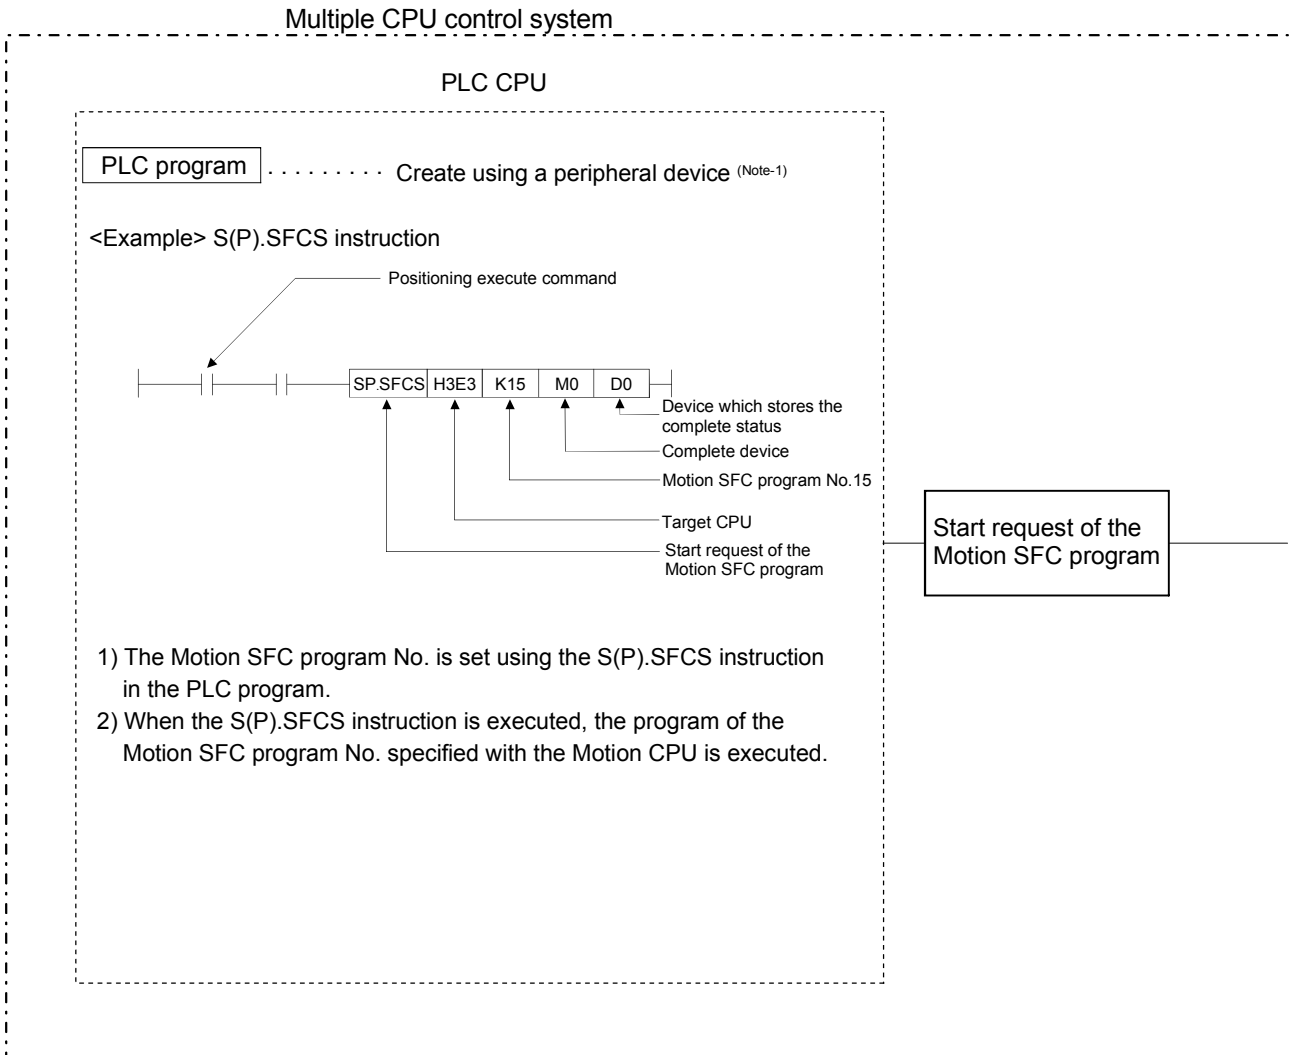 Multiple CPU control system
PLC CPU
PLC program . . . . . . . . . Create using a peripheral device (Note-1)
<Example> S(P).SFCS instruction
Positioning execute command
SP.SFCS H3E3 K15 M0 D0
Device which stores the
complete status
Complete device
Motion SFC program No.15
Target CPU
Start request of the
Motion SFC program
Start request of the
Motion SFC program
1) The Motion SFC program No. is set using the S(P).SFCS instruction
in the PLC program.
2) When the S(P).SFCS instruction is executed, the program of the
Motion SFC program No. specified with the Motion CPU is executed.